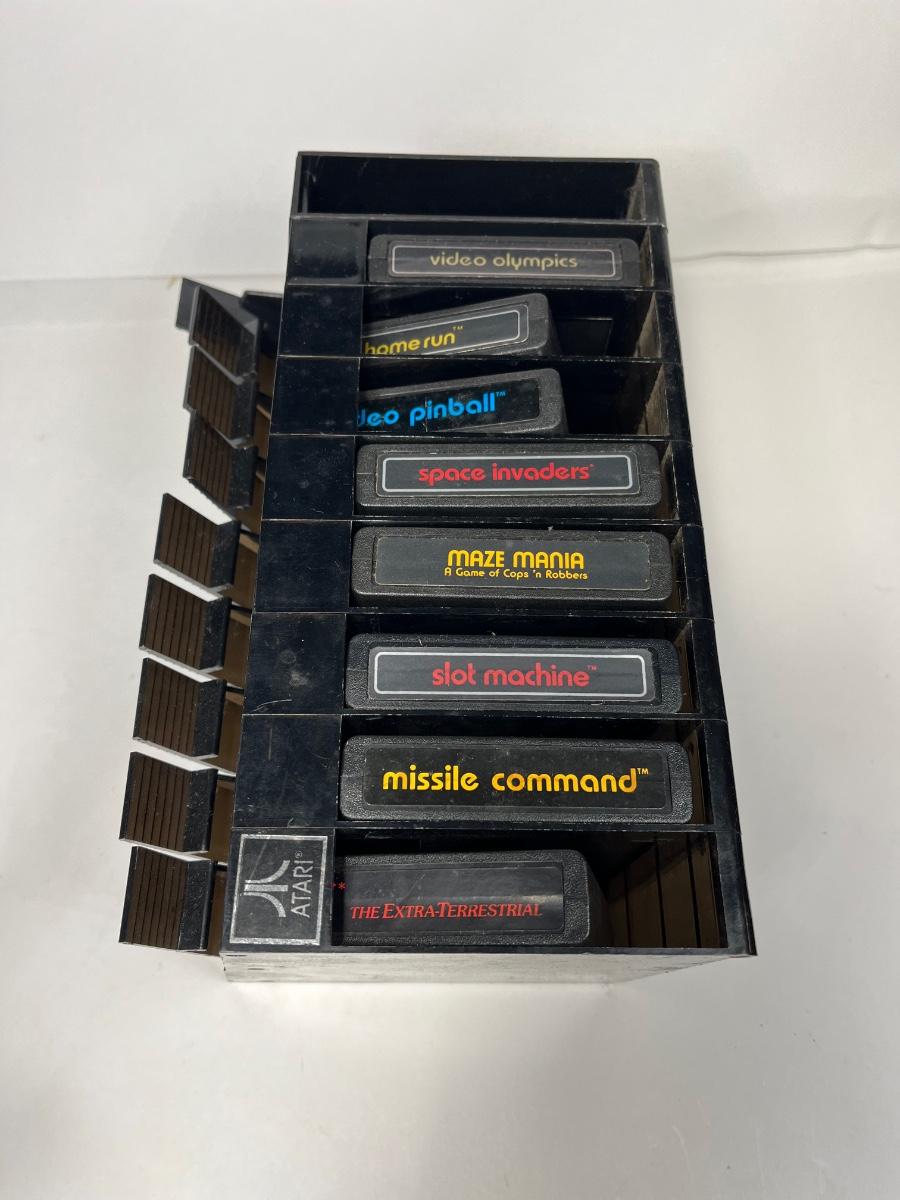 video olympics
home run™
deo pinball™
space invaders
MAZE MANIA
A Game of Cops 'n Robbers
slot machine™
missile command™
ATARI®
**
THE EXTRA-TERRESTRIAL